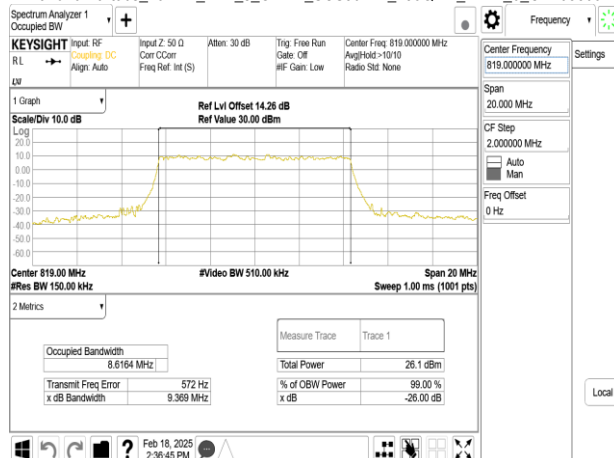 Spectrum Analyzer 1
Occupied BW
+
Frequency
KEYSIGHT
RL
Input: RF
Coupling: DC
Align: Auto
Input Z: 50 Ω
Corr CCorr
Freq Ref: Int (S)
Atten: 30 dB
Trig: Free Run
Gate: Off
#IF Gain: Low
Center Freq: 819.000000 MHz
Avg|Hold:>10/10
Radio Std: None
Center Frequency
819.000000 MHz
Settings
Span
20.000 MHz
CF Step
2.000000 MHz
Auto
Man
Freq Offset
0 Hz
Local
1 Graph
Scale/Div 10.0 dB
Ref Lvl Offset 14.26 dB
Ref Value 30.00 dBm
Log
20.0
10.0
0.00
-10.0
-20.0
-30.0
-40.0
-50.0
-60.0
Center 819.00 MHz
#Video BW 510.00 kHz
Span 20 MHz
#Res BW 150.00 kHz
Sweep 1.00 ms (1001 pts)
2 Metrics
Measure Trace Trace 1
Occupied Bandwidth
8.6164 MHz
Total Power 26.1 dBm
Transmit Freq Error 572 Hz
% of OBW Power 99.00 %
x dB Bandwidth 9.369 MHz
x dB -26.00 dB
?
Feb 18, 2025
2:36:45 PM